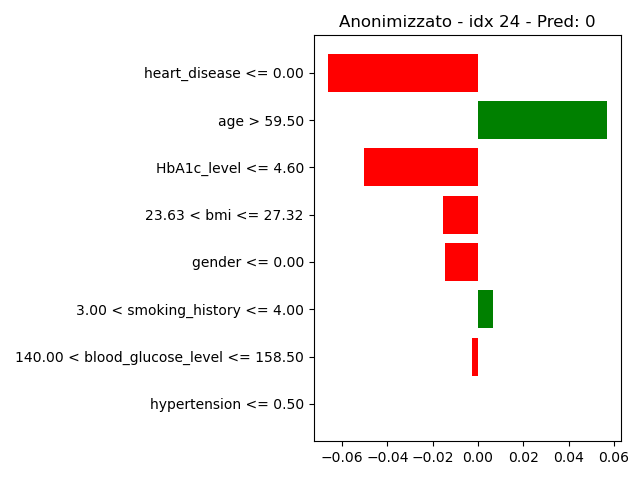 Anonimizzato - idx 24 - Pred: 0
heart_disease <= 0.00
age > 59.50
HbA1c_level <= 4.60
23.63 < bmi <= 27.32
gender <= 0.00
3.00 < smoking_history <= 4.00
140.00 < blood_glucose_level <= 158.50
hypertension <= 0.50
−0.06 −0.04 −0.02 0.00 0.02 0.04 0.06